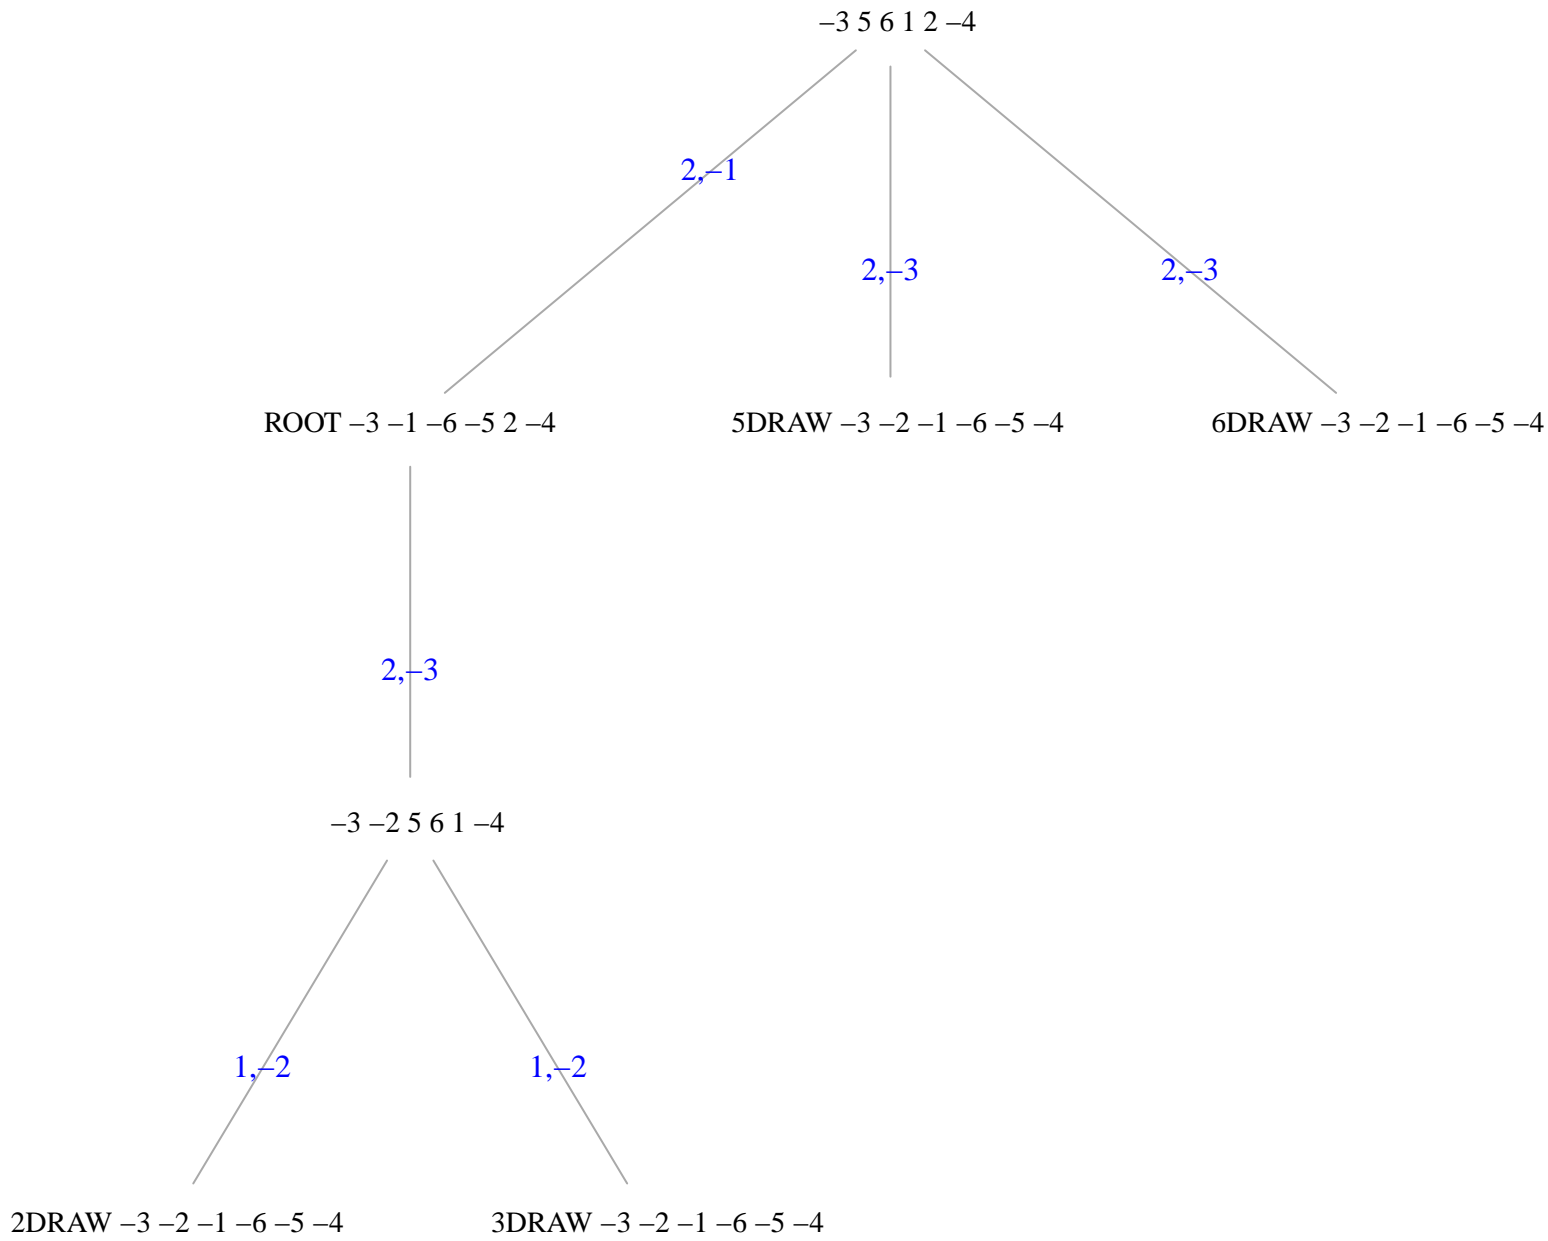 –3 5 6 1 2 –4
2,–1
2,–3
2,–3
ROOT –3 –1 –6 –5 2 –4
5DRAW –3 –2 –1 –6 –5 –4
6DRAW –3 –2 –1 –6 –5 –4
2,–3
–3 –2 5 6 1 –4
1,–2
1,–2
2DRAW –3 –2 –1 –6 –5 –4
3DRAW –3 –2 –1 –6 –5 –4